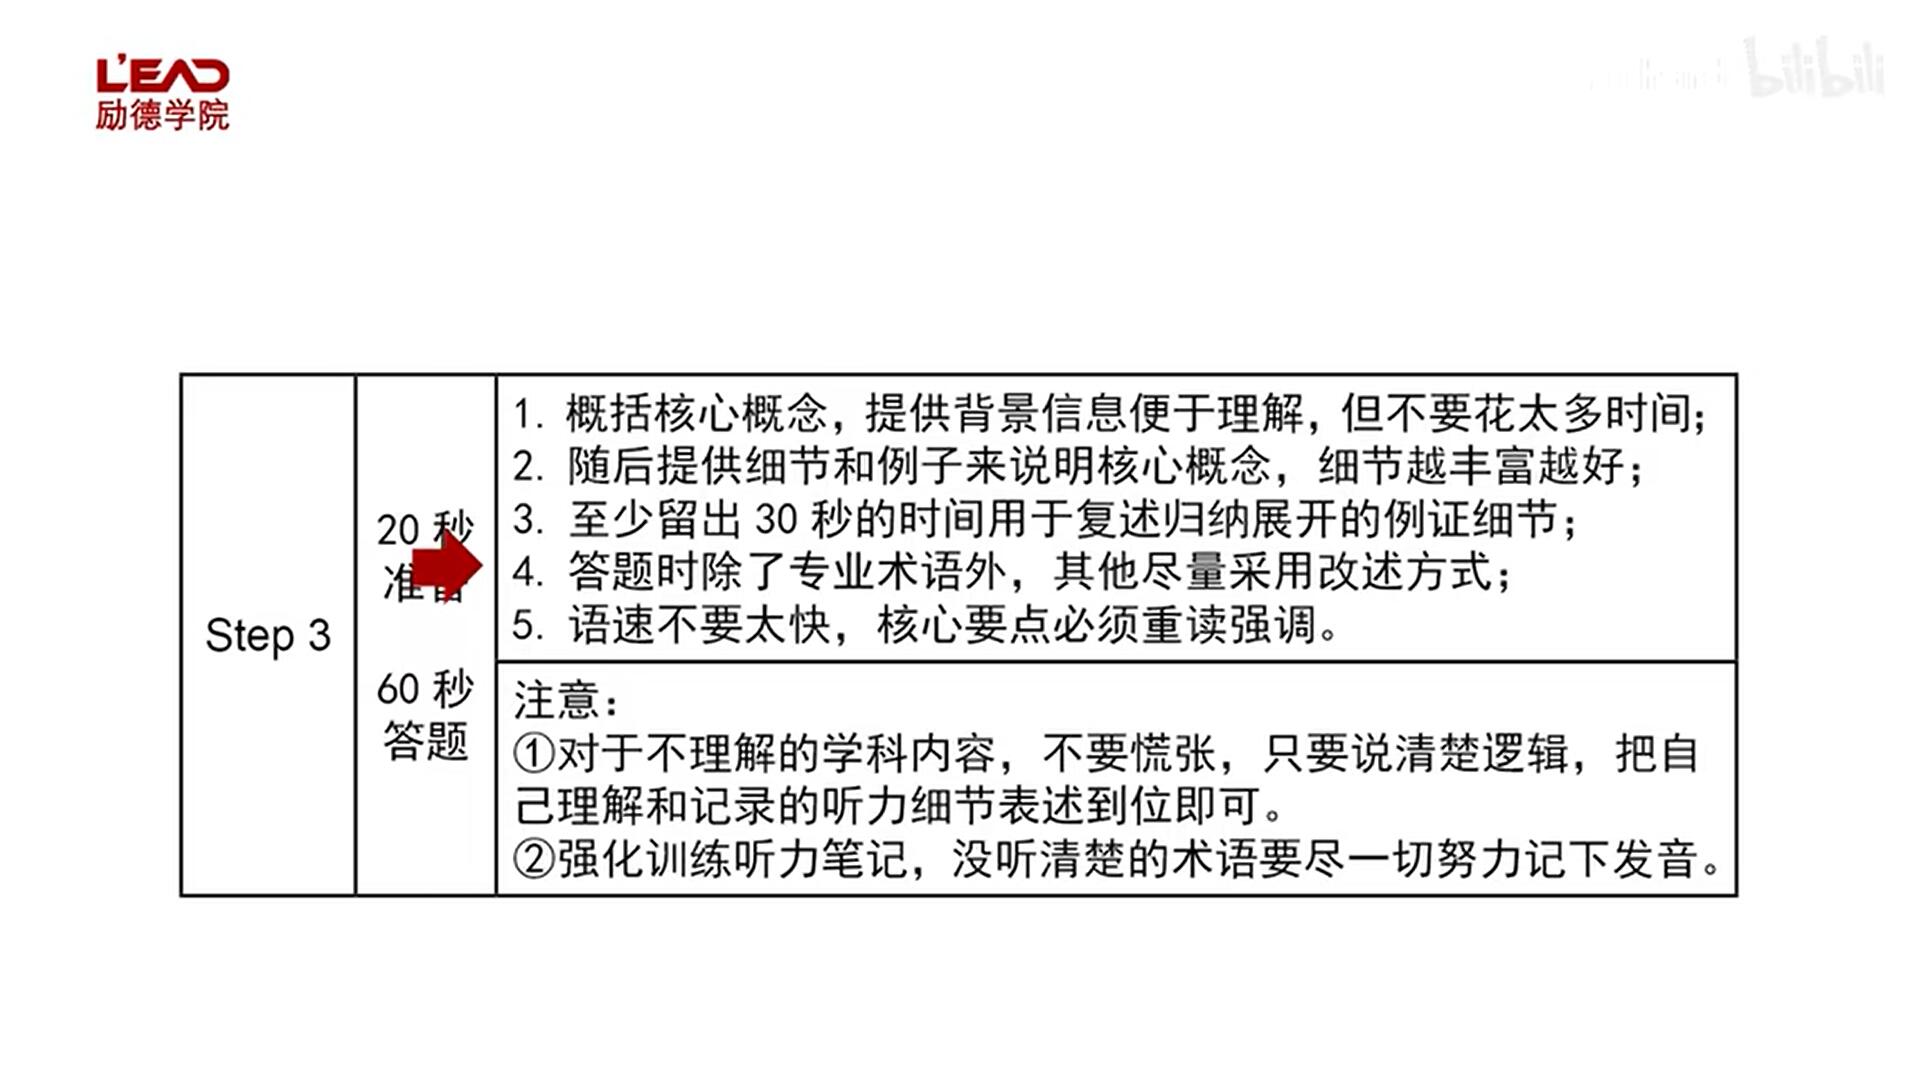 L'EAD
励德学院
bilibili
Step 3
20 秒
准备
60 秒
答题
1. 概括核心概念，提供背景信息便于理解，但不要花太多时间；
2. 随后提供细节和例子来说明核心概念，细节越丰富越好；
3. 至少留出 30 秒的时间用于复述归纳展开的例证细节；
4. 答题时除了专业术语外，其他尽量采用改述方式；
5. 语速不要太快，核心要点必须重读强调。
注意：
①对于不理解的学科内容，不要慌张，只要说清楚逻辑，把自
己理解和记录的听力细节表述到位即可。
②强化训练听力笔记，没听清楚的术语要尽一切努力记下发音。